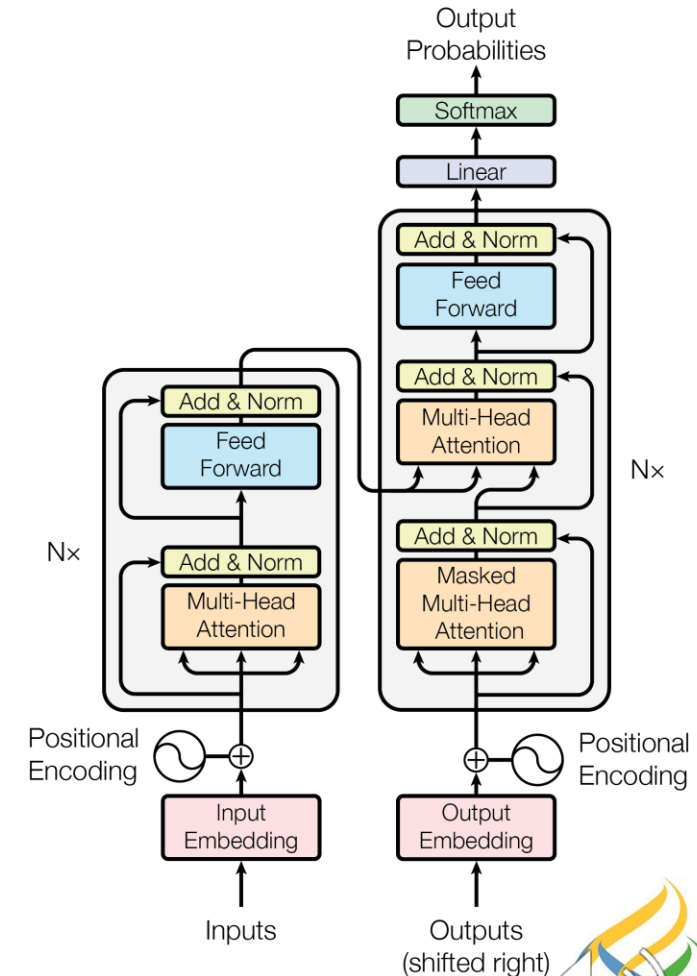 Output
Probabilities
Softmax
Linear
Add & Norm
Feed
Forward
Add & Norm
Multi-Head
Attention
Add & Norm
Masked
Multi-Head
Attention
Nx
Positional
Encoding
Output
Embedding
Outputs
(shifted right)
Add & Norm
Feed
Forward
Add & Norm
Multi-Head
Attention
Nx
Positional
Encoding
Input
Embedding
Inputs